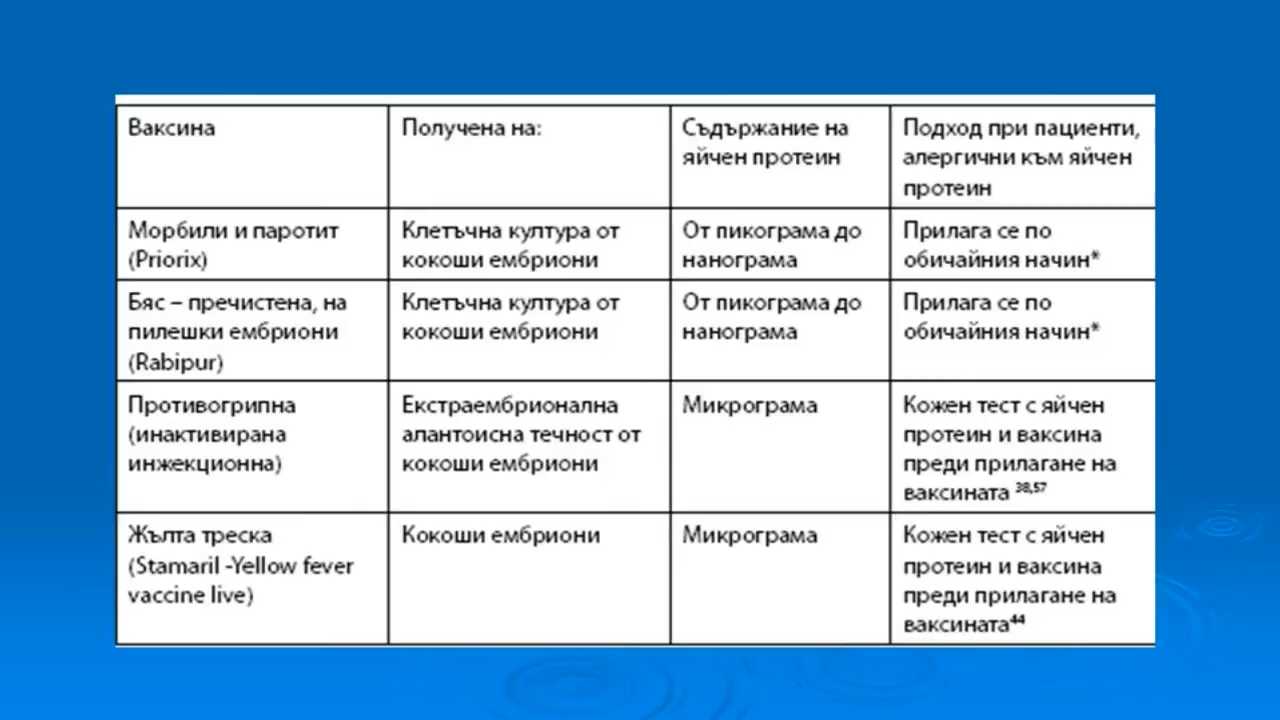 Ваксина
Получена на:
Съдържание на
яйчен протеин
Подход при пациенти,
алергични към яйчен
протеин
Морбили и паротит
(Priorix)
Клетъчна култура от
кокоши ембриони
От пикограма до
нанограма
Прилага се по
обичайния начин*
Бяс – пречистена, на
пилешки ембриони
(Rabipur)
Клетъчна култура от
кокоши ембриони
От пикограма до
нанограма
Прилага се по
обичайния начин*
Противогрипна
(инактивирана
инжекционна)
Екстраембрионална
алантоисна течност от
кокоши ембриони
Микрограма
Кожен тест с яйчен
протеин и ваксина
преди прилагане на
ваксината 38,57
Жълта треска
(Stamaril -Yellow fever
vaccine live)
Кокоши ембриони
Микрограма
Кожен тест с яйчен
протеин и ваксина
преди прилагане на
ваксината44